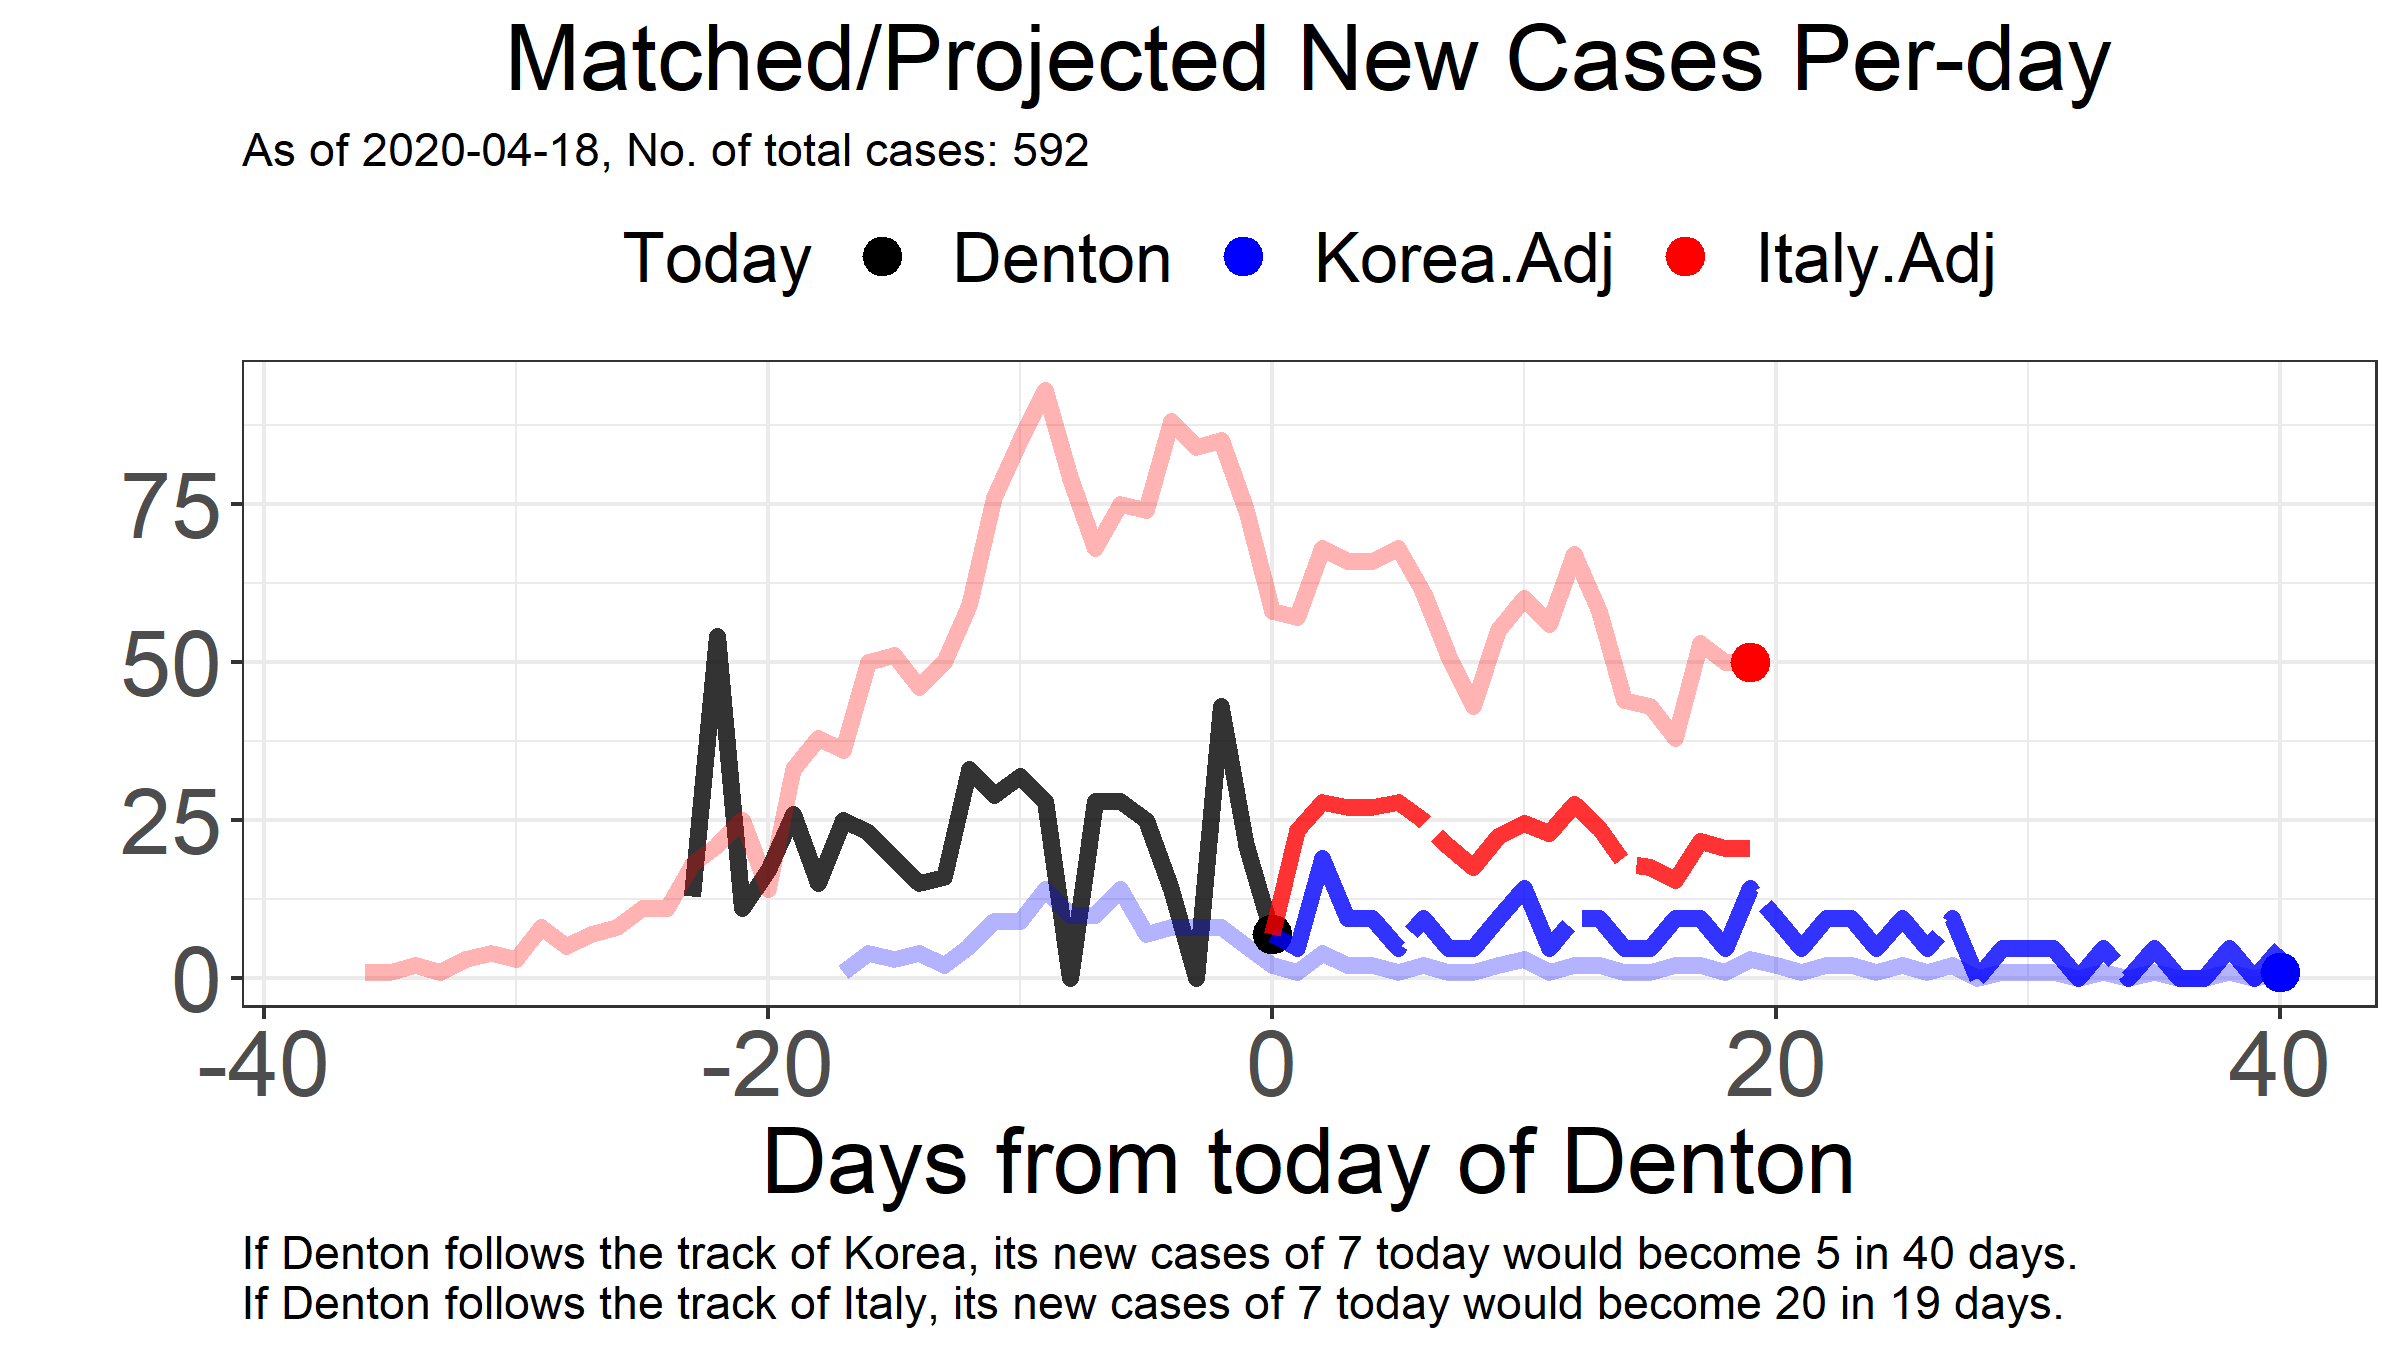 Matched/Projected New Cases Per-day
As of 2020-04-18, No. of total cases: 592
Today Denton Korea.Adj Italy.Adj
75
50
25
0
-40 -20 0 20 40
Days from today of Denton
If Denton follows the track of Korea, its new cases of 7 today would become 5 in 40 days.
If Denton follows the track of Italy, its new cases of 7 today would become 20 in 19 days.